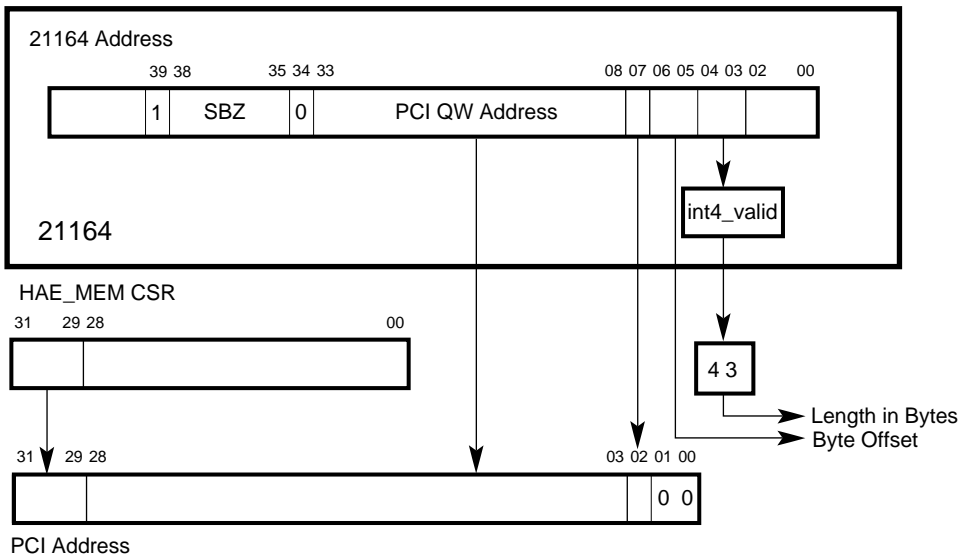 21164 Address
39 38 35 34 33 08 07 06 05 04 03 02 00
1 SBZ 0 PCI QW Address
int4_valid
21164
HAE_MEM CSR
31 29 28 00
4 3
Length in Bytes
Byte Offset
31 29 28 03 02 01 00
0 0
PCI Address